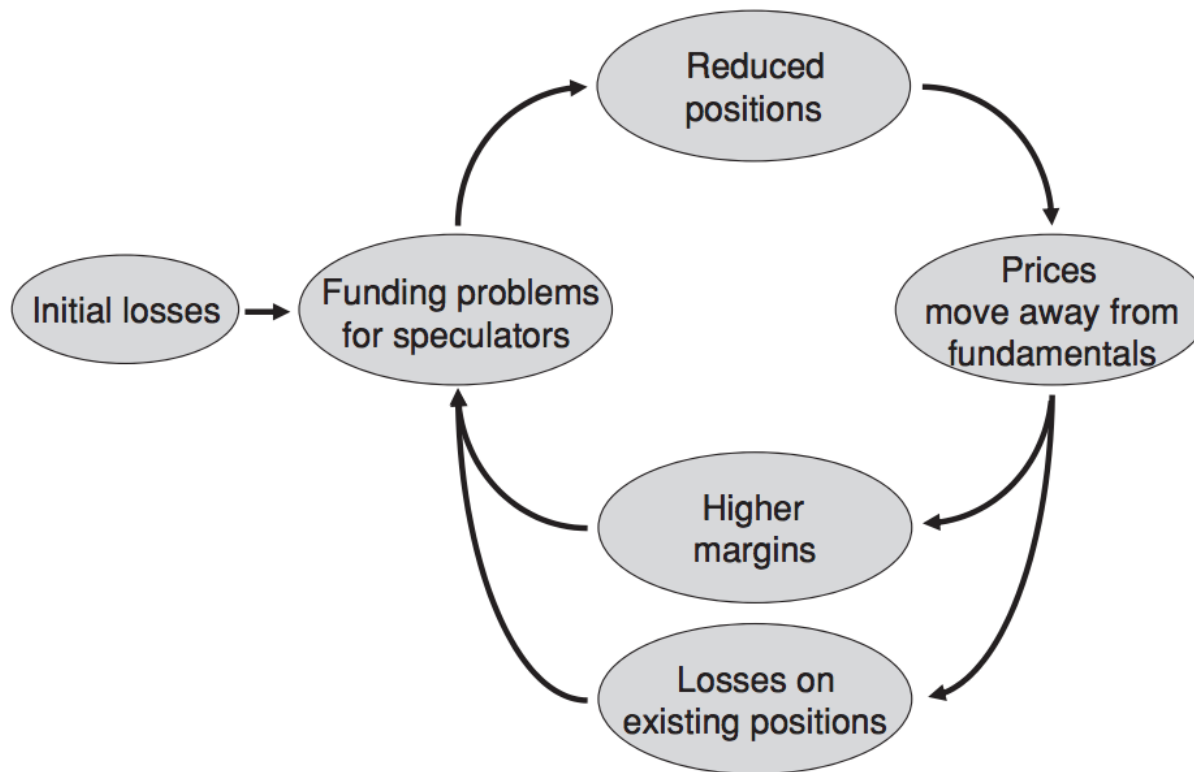 Reduced
positions
Initial losses
Funding problems
for speculators
Prices
move away from
fundamentals
Higher
margins
Losses on
existing positions